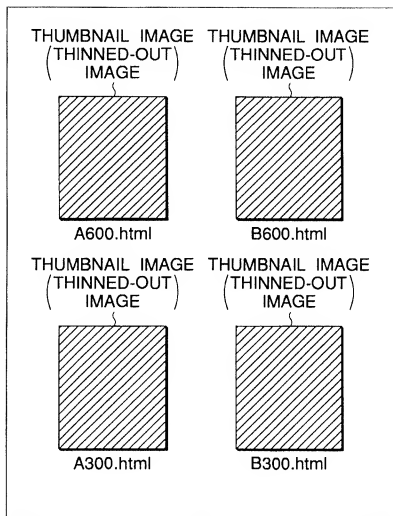 THUMBNAIL IMAGE THUMBNAIL IMAGE
(THINNED-OUT IMAGE) (THINNED-OUT IMAGE)
A600.html B600.html
THUMBNAIL IMAGE THUMBNAIL IMAGE
(THINNED-OUT IMAGE) (THINNED-OUT IMAGE)
A300.html B300.html